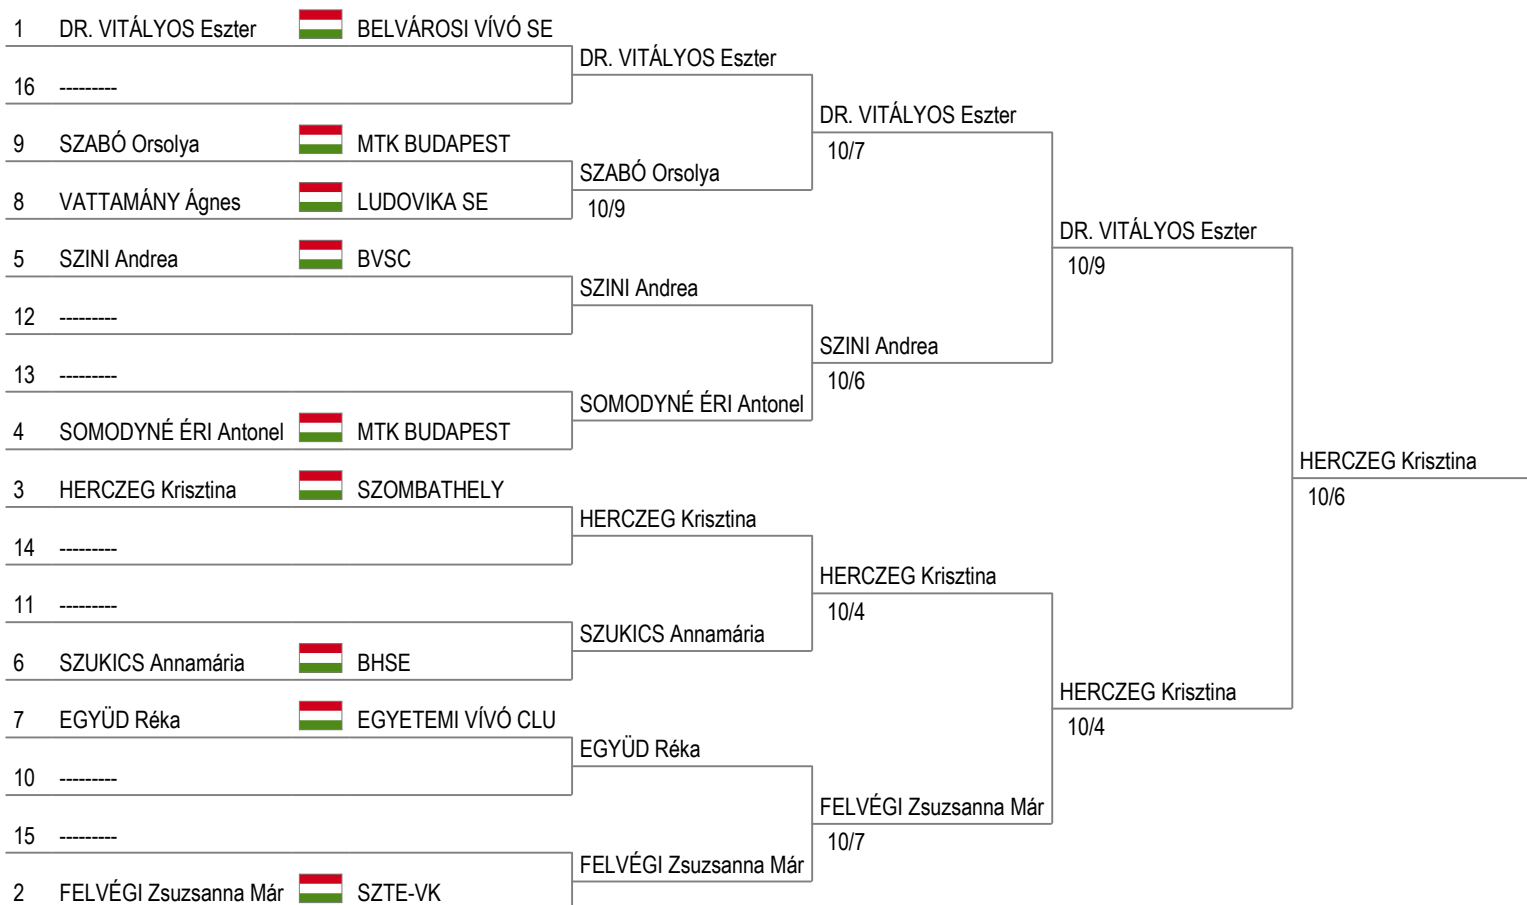 1 DR. VITÁLYOS Eszter BELVÁROSI VÍVÓ SE
DR. VITÁLYOS Eszter
16 ---------
DR. VITÁLYOS Eszter
9 SZABÓ Orsolya MTK BUDAPEST
10/7
SZABÓ Orsolya
8 VATTAMÁNY Ágnes LUDOVIKA SE
10/9
DR. VITÁLYOS Eszter
5 SZINI Andrea BVSC
10/9
SZINI Andrea
12 ---------
SZINI Andrea
13 ---------
10/6
SOMODYNÉ ÉRI Antonel
4 SOMODYNÉ ÉRI Antonel MTK BUDAPEST
HERCZEG Krisztina
3 HERCZEG Krisztina SZOMBATHELY
10/6
HERCZEG Krisztina
14 ---------
HERCZEG Krisztina
11 ---------
10/4
SZUKICS Annamária
6 SZUKICS Annamária BHSE
HERCZEG Krisztina
7 EGYÜD Réka EGYETEMI VÍVÓ CLU
10/4
EGYÜD Réka
10 ---------
FELVÉGI Zsuzsanna Már
15 ---------
10/7
FELVÉGI Zsuzsanna Már
2 FELVÉGI Zsuzsanna Már SZTE-VK